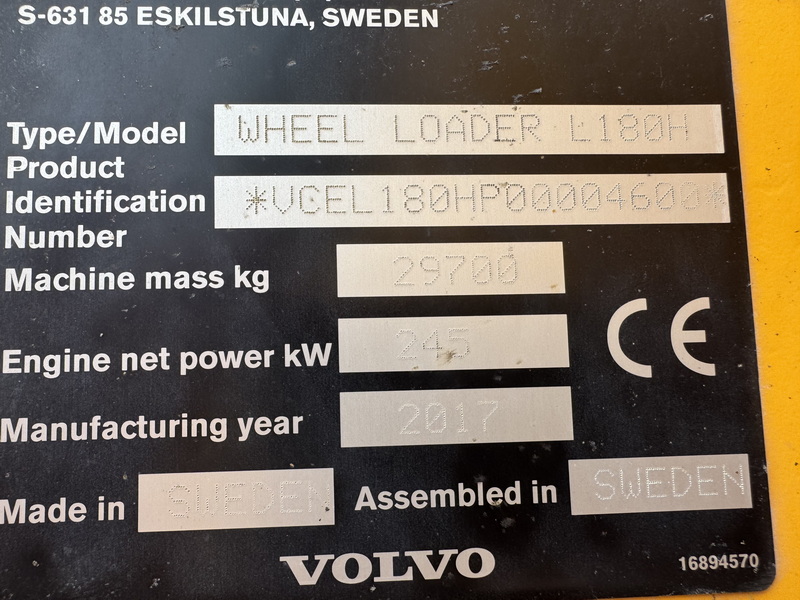 S-631 85 ESKILSTUNA, SWEDEN
Type/Model WHEEL LOADER L180H
Product
Identification *VCEL180HP00004600*
Number
Machine mass kg 29700
Engine net power kW 245
Manufacturing year 2017
Made in SWEDEN Assembled in SWEDEN
VOLVO 16894570
CE